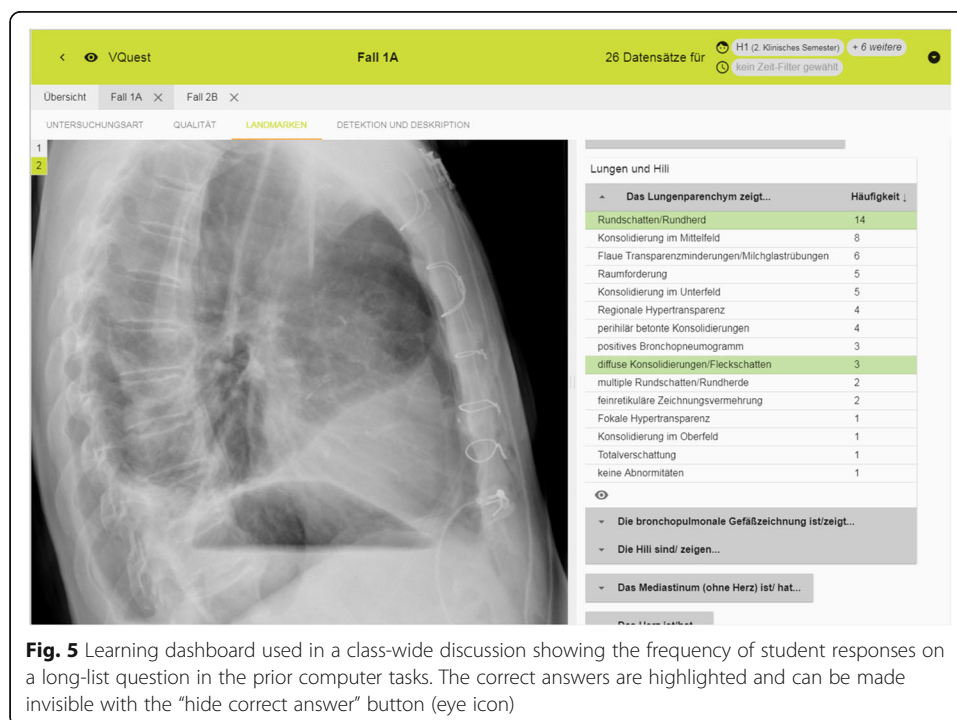 VQuest
Fall 1A
26 Datensätze für
H1 (2. Klinisches Semester)
+ 6 weitere
kein Zeit-Filter gewählt
Übersicht
Fall 1A
Fall 2B
UNTERSUCHUNGSART
QUALITÄT
LANDMARKEN
DETEKTION UND DESKRIPTION
1
2
Lungen und Hili
Das Lungenparenchym zeigt... Häufigkeit ↓
Rundschatten/Rundherd 14
Konsolidierung im Mittelfeld 8
Flaue Transparenzminderungen/Milchglastrübungen 6
Raumforderung 5
Konsolidierung im Unterfeld 5
Regionale Hypertransparenz 4
perihilär betonte Konsolidierungen 4
positives Bronchopneumogramm 3
diffuse Konsolidierungen/Fleckschatten 3
multiple Rundschatten/Rundherde 2
feinretikuläre Zeichnungsvermehrung 2
Fokale Hypertransparenz 1
Konsolidierung im Oberfeld 1
Totalverschattung 1
keine Abnormitäten 1
Die bronchopulmonale Gefäßzeichnung ist/zeigt...
Die Hili sind/ zeigen...
Das Mediastinum (ohne Herz) ist/ hat...
Fig. 5 Learning dashboard used in a class-wide discussion showing the frequency of student responses on
a long-list question in the prior computer tasks. The correct answers are highlighted and can be made
invisible with the “hide correct answer” button (eye icon)